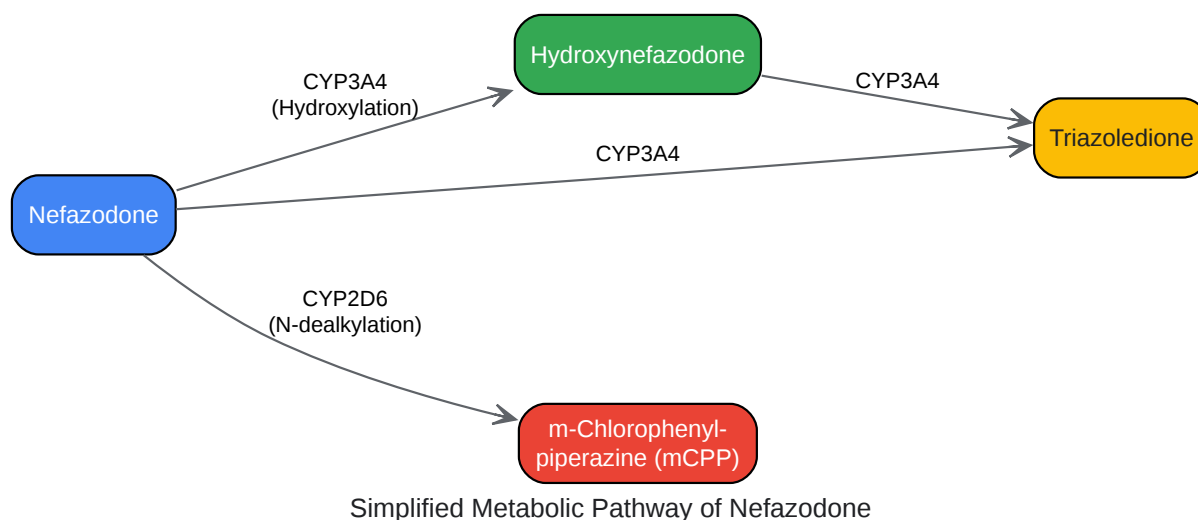 Hydroxynefazodone
CYP3A4
(Hydroxylation)
CYP3A4
Triazoledione
CYP3A4
Nefazodone
CYP2D6
(N-dealkylation)
m-Chlorophenyl-
piperazine (mCPP)
Simplified Metabolic Pathway of Nefazodone